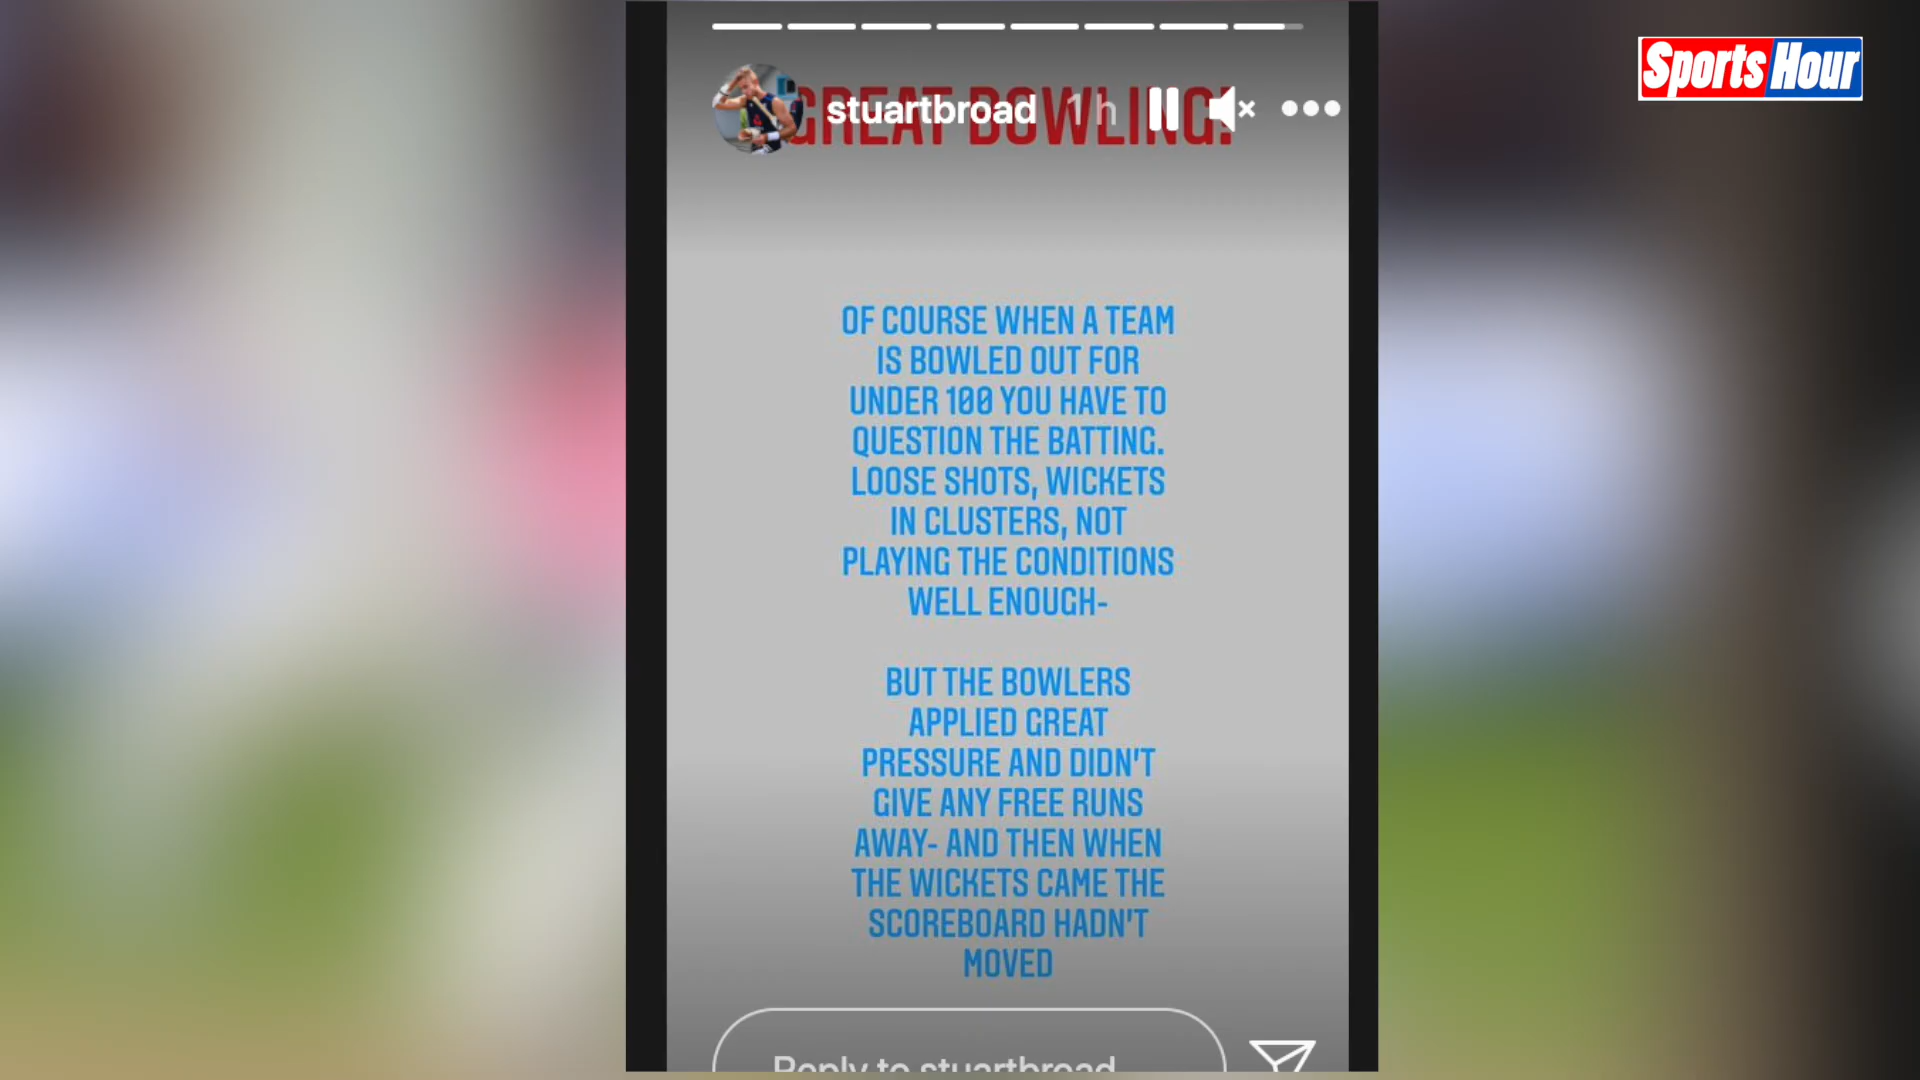 SportsHour
GREAT BOWLING!
stuartbroad 1h
OF COURSE WHEN A TEAM
IS BOWLED OUT FOR
UNDER 100 YOU HAVE TO
QUESTION THE BATTING.
LOOSE SHOTS, WICKETS
IN CLUSTERS, NOT
PLAYING THE CONDITIONS
WELL ENOUGH-
BUT THE BOWLERS
APPLIED GREAT
PRESSURE AND DIDN'T
GIVE ANY FREE RUNS
AWAY- AND THEN WHEN
THE WICKETS CAME THE
SCOREBOARD HADN'T
MOVED
Reply to stuartbroad